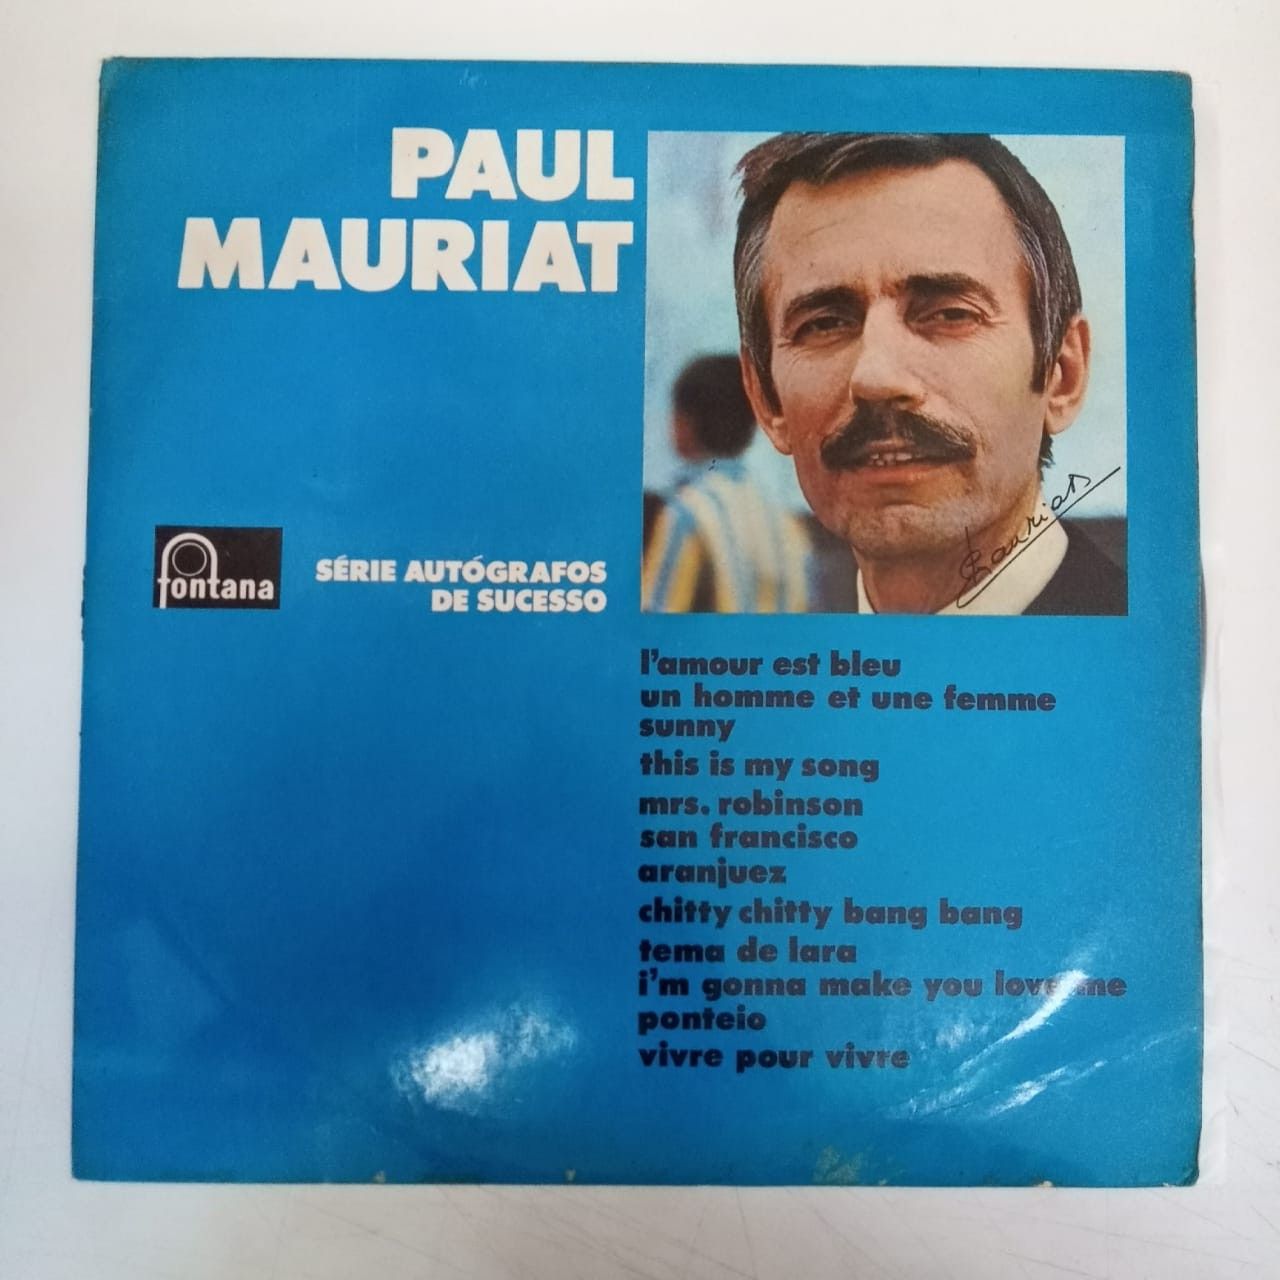 PAUL
MAURIAT
fontana
SÉRIE AUTÓGRAFOS
DE SUCESSO
Mauriat
l'amour est bleu
un homme et une femme
sunny
this is my song
mrs. robinson
san francisco
aranjuez
chitty chitty bang bang
tema de lara
i'm gonna make you love me
ponteio
vivre pour vivre